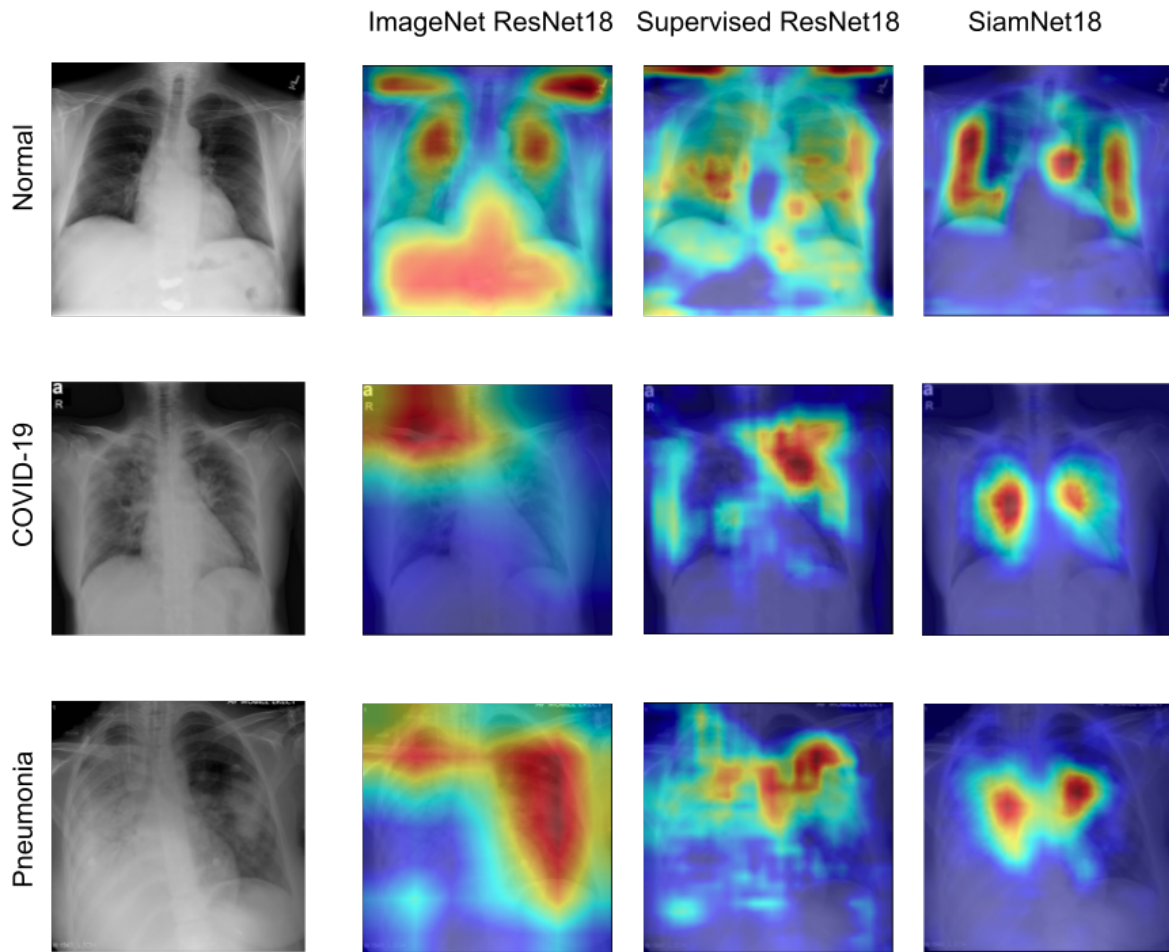 ImageNet ResNet18 Supervised ResNet18 SiamNet18
Normal
COVID-19
a a a
R R R
Pneumonia